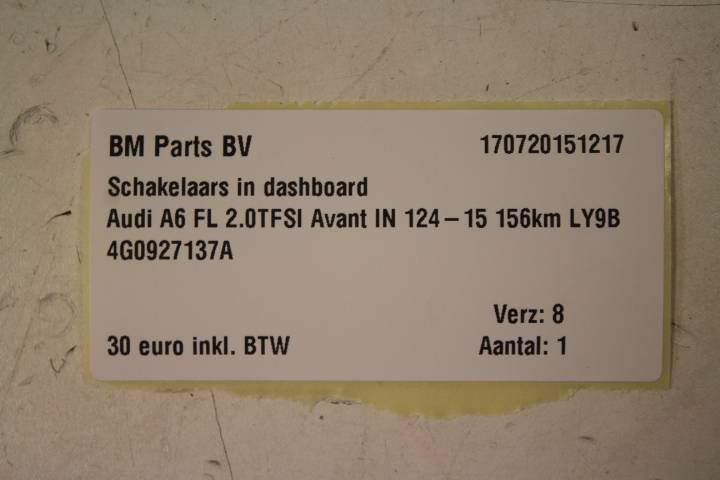 BM Parts BV 170720151217
Schakelaars in dashboard
Audi A6 FL 2.0TFSI Avant IN 124-15 156km LY9B
4G0927137A
Verz: 8
30 euro inkl. BTW Aantal: 1